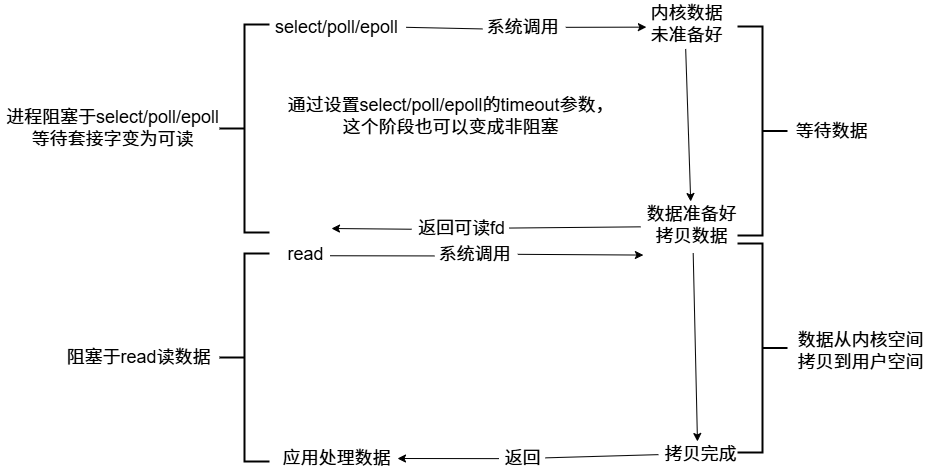 select/poll/epoll
系统调用
内核数据
未准备好
进程阻塞于select/poll/epoll
等待套接字变为可读
通过设置select/poll/epoll的timeout参数，
这个阶段也可以变成非阻塞
等待数据
返回可读fd
数据准备好
拷贝数据
read
系统调用
阻塞于read读数据
数据从内核空间
拷贝到用户空间
应用处理数据
返回
拷贝完成